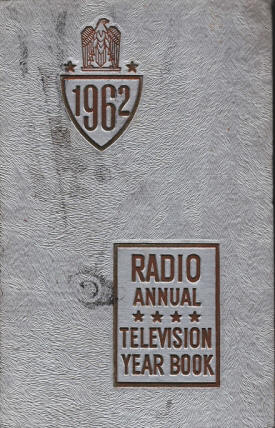 1962
RADIO
ANNUAL
★ ★ ★ ★
TELEVISION
YEAR BOOK